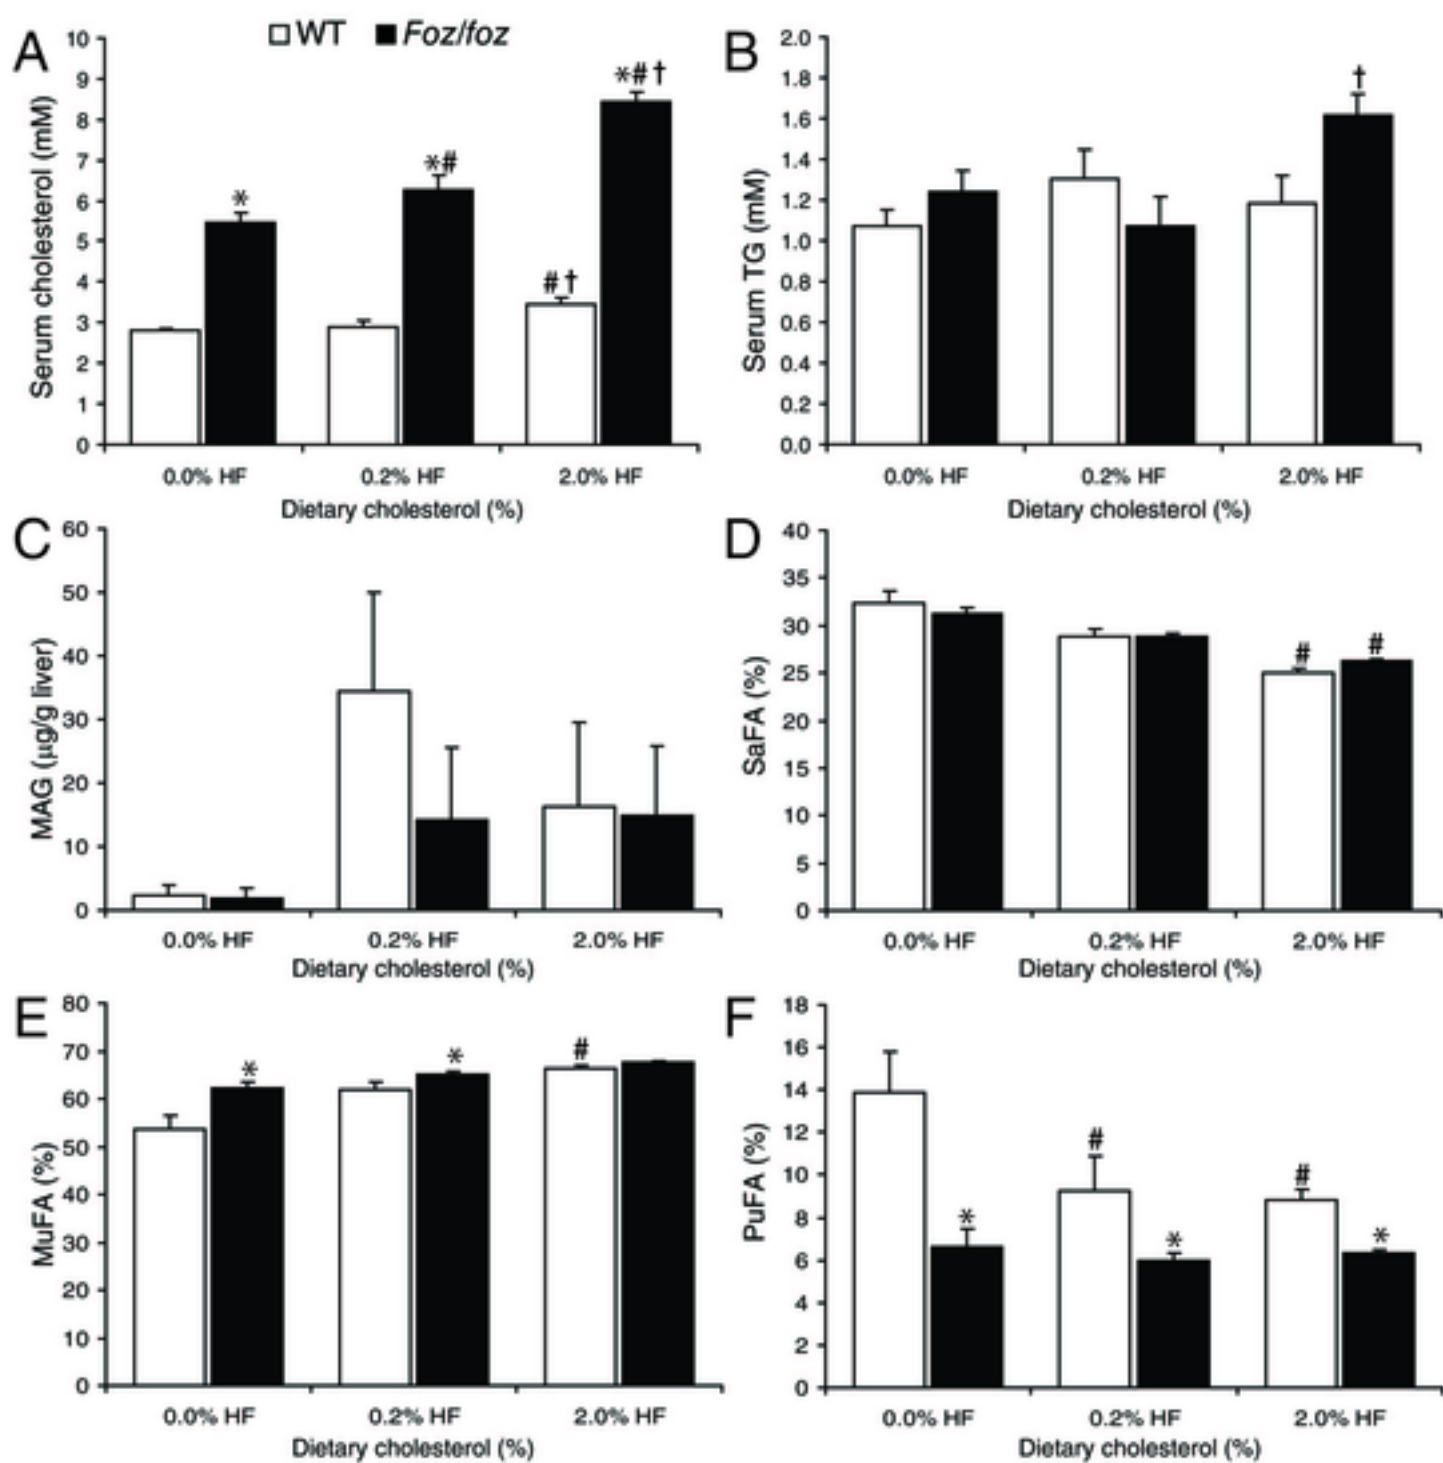 A
WT Foz/foz
Serum cholesterol (mM)
10
9
8
7
6
5
4
3
2
1
0
*
*#
#†
*#†
0.0% HF 0.2% HF 2.0% HF
Dietary cholesterol (%)
B
Serum TG (mM)
2.0
1.8
1.6
1.4
1.2
1.0
0.8
0.6
0.4
0.2
0.0
†
0.0% HF 0.2% HF 2.0% HF
Dietary cholesterol (%)
C
MAG (µg/g liver)
60
50
40
30
20
10
0
0.0% HF 0.2% HF 2.0% HF
Dietary cholesterol (%)
D
SaFA (%)
40
35
30
25
20
15
10
5
0
# #
0.0% HF 0.2% HF 2.0% HF
Dietary cholesterol (%)
E
MuFA (%)
80
70
60
50
40
30
20
10
0
* * #
0.0% HF 0.2% HF 2.0% HF
Dietary cholesterol (%)
F
PuFA (%)
18
16
14
12
10
8
6
4
2
0
* # * # *
0.0% HF 0.2% HF 2.0% HF
Dietary cholesterol (%)